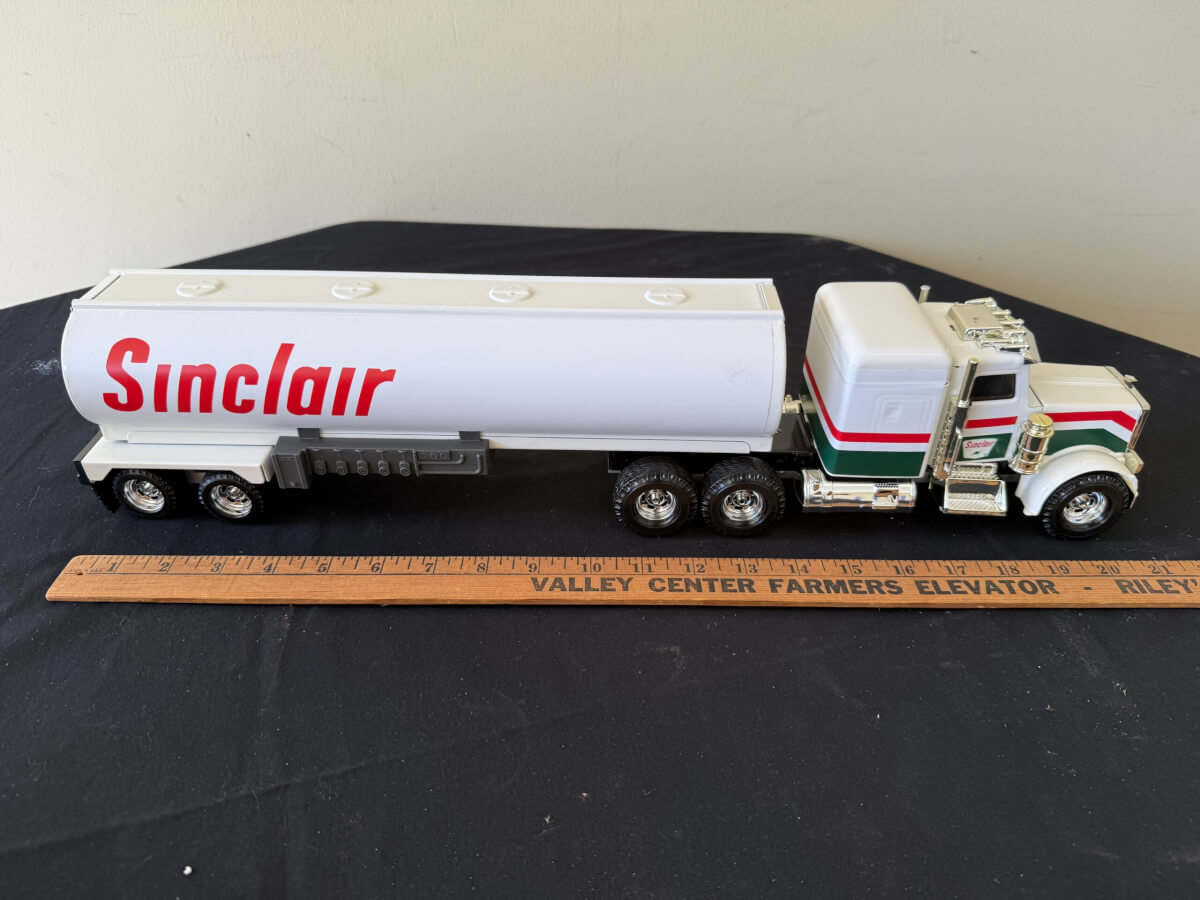 Sinclair
Sinclair
1 2 3 4 5 6 7 8 9 10 11 12 13 14 15 16 17 18 19 20 21
VALLEY CENTER FARMERS ELEVATOR - RILEY